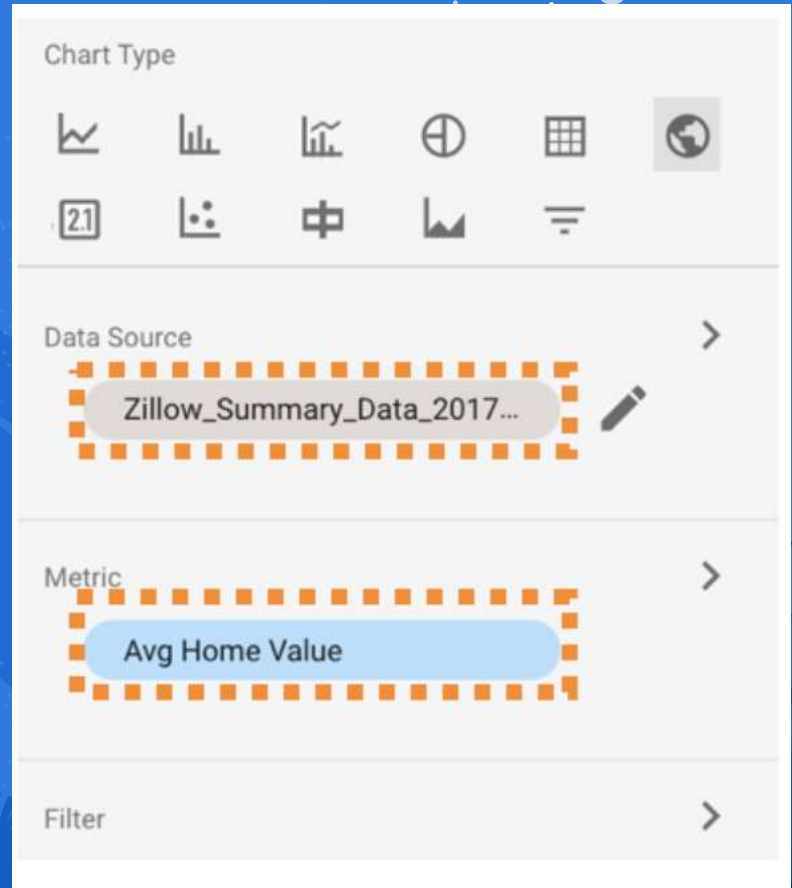 Chart Type
2.1
Data Source
Zillow_Summary_Data_2017...
Metric
Avg Home Value
Filter